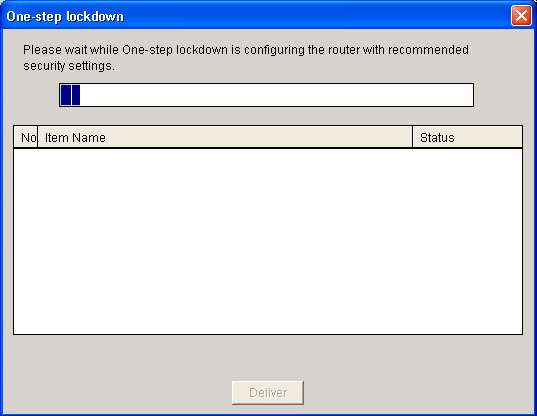 One-step lockdown
Please wait while One-step lockdown is configuring the router with recommended
security settings.
No Item Name Status
Deliver